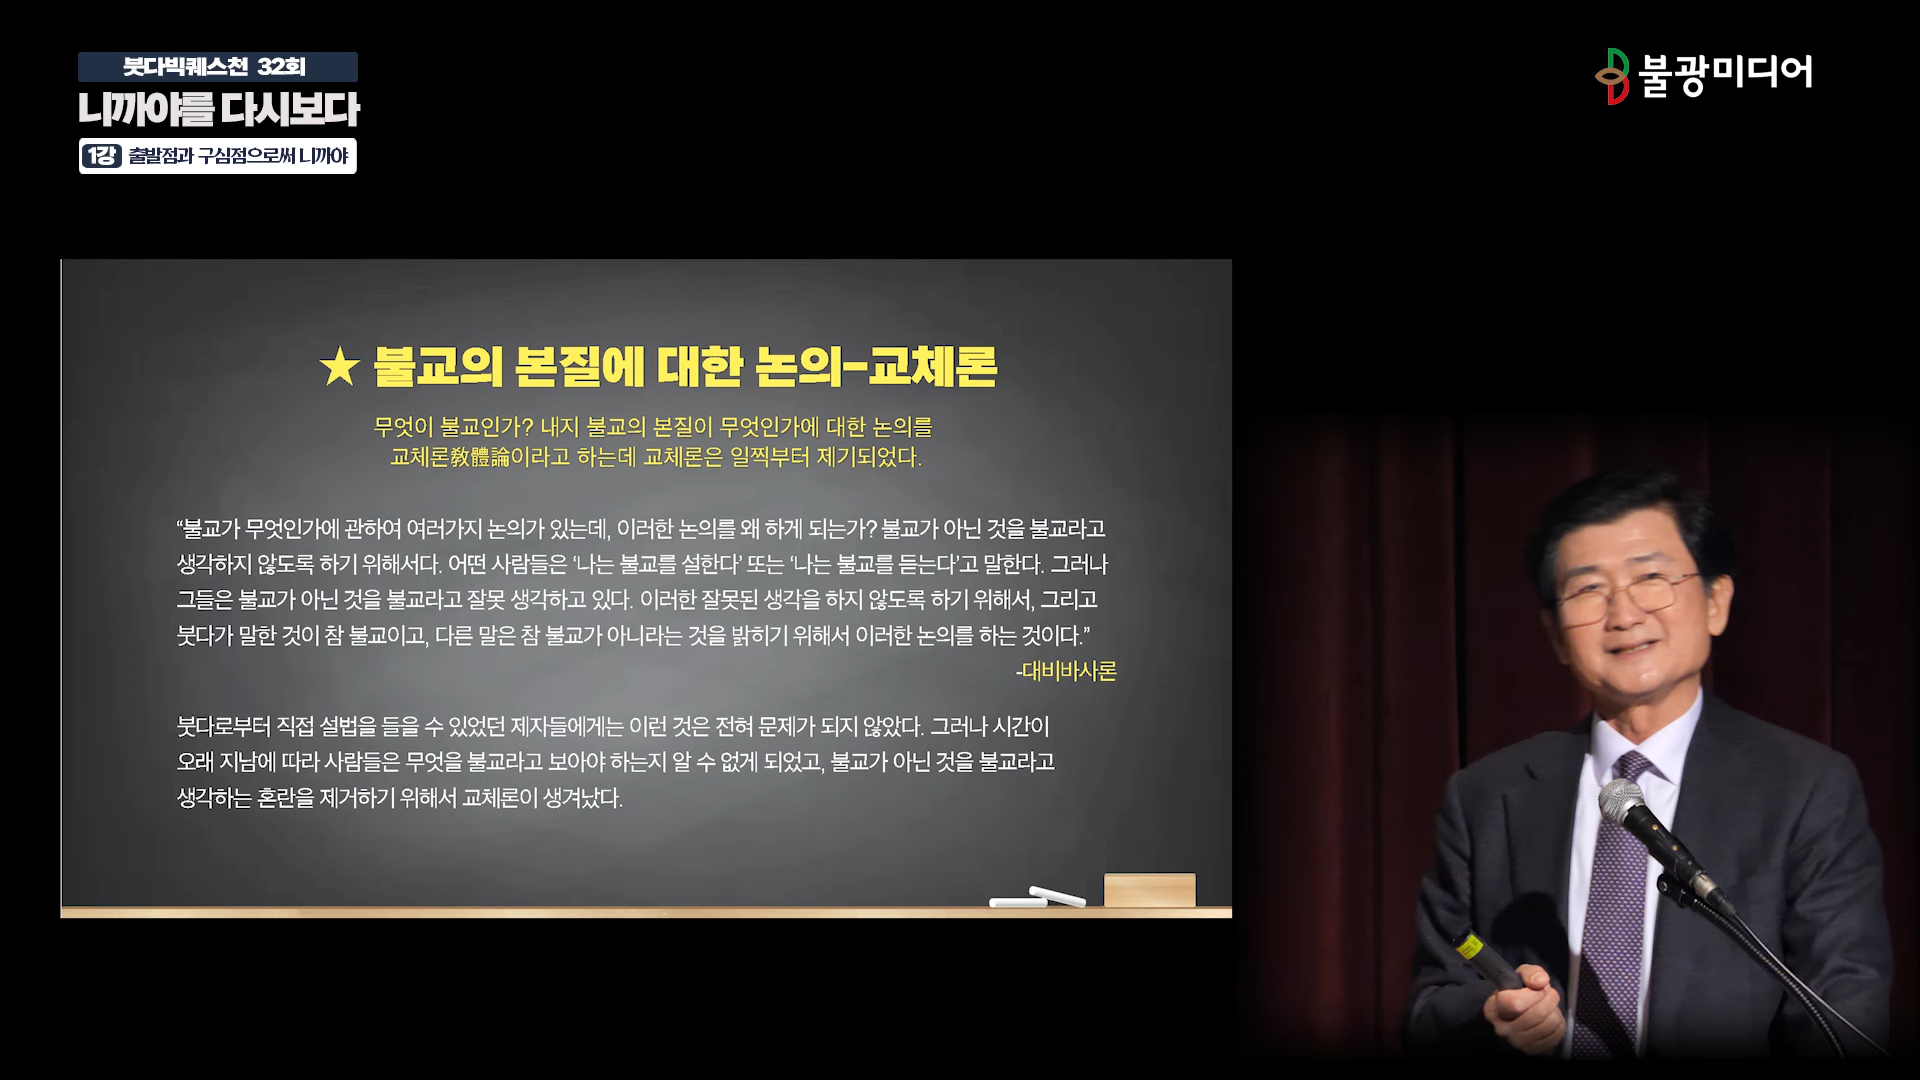 붓다빅퀘스천 32회
니까야를 다시보다
1강 출발점과 구심점으로써 니까야
불광미디어
★ 불교의 본질에 대한 논의-교체론
무엇이 불교인가? 내지 불교의 본질이 무엇인가에 대한 논의를
교체론敎體論이라고 하는데 교체론은 일찍부터 제기되었다.
“불교가 무엇인가에 관하여 여러가지 논의가 있는데, 이러한 논의를 왜 하게 되는가? 불교가 아닌 것을 불교라고
생각하지 않도록 하기 위해서다. 어떤 사람들은 ‘나는 불교를 설한다’ 또는 ‘나는 불교를 듣는다’고 말한다. 그러나
그들은 불교가 아닌 것을 불교라고 잘못 생각하고 있다. 이러한 잘못된 생각을 하지 않도록 하기 위해서, 그리고
붓다가 말한 것이 참 불교이고, 다른 말은 참 불교가 아니라는 것을 밝히기 위해서 이러한 논의를 하는 것이다.”
-대비바사론
붓다로부터 직접 설법을 들을 수 있었던 제자들에게는 이런 것은 전혀 문제가 되지 않았다. 그러나 시간이
오래 지남에 따라 사람들은 무엇을 불교라고 보아야 하는지 알 수 없게 되었고, 불교가 아닌 것을 불교라고
생각하는 혼란을 제거하기 위해서 교체론이 생겨났다.